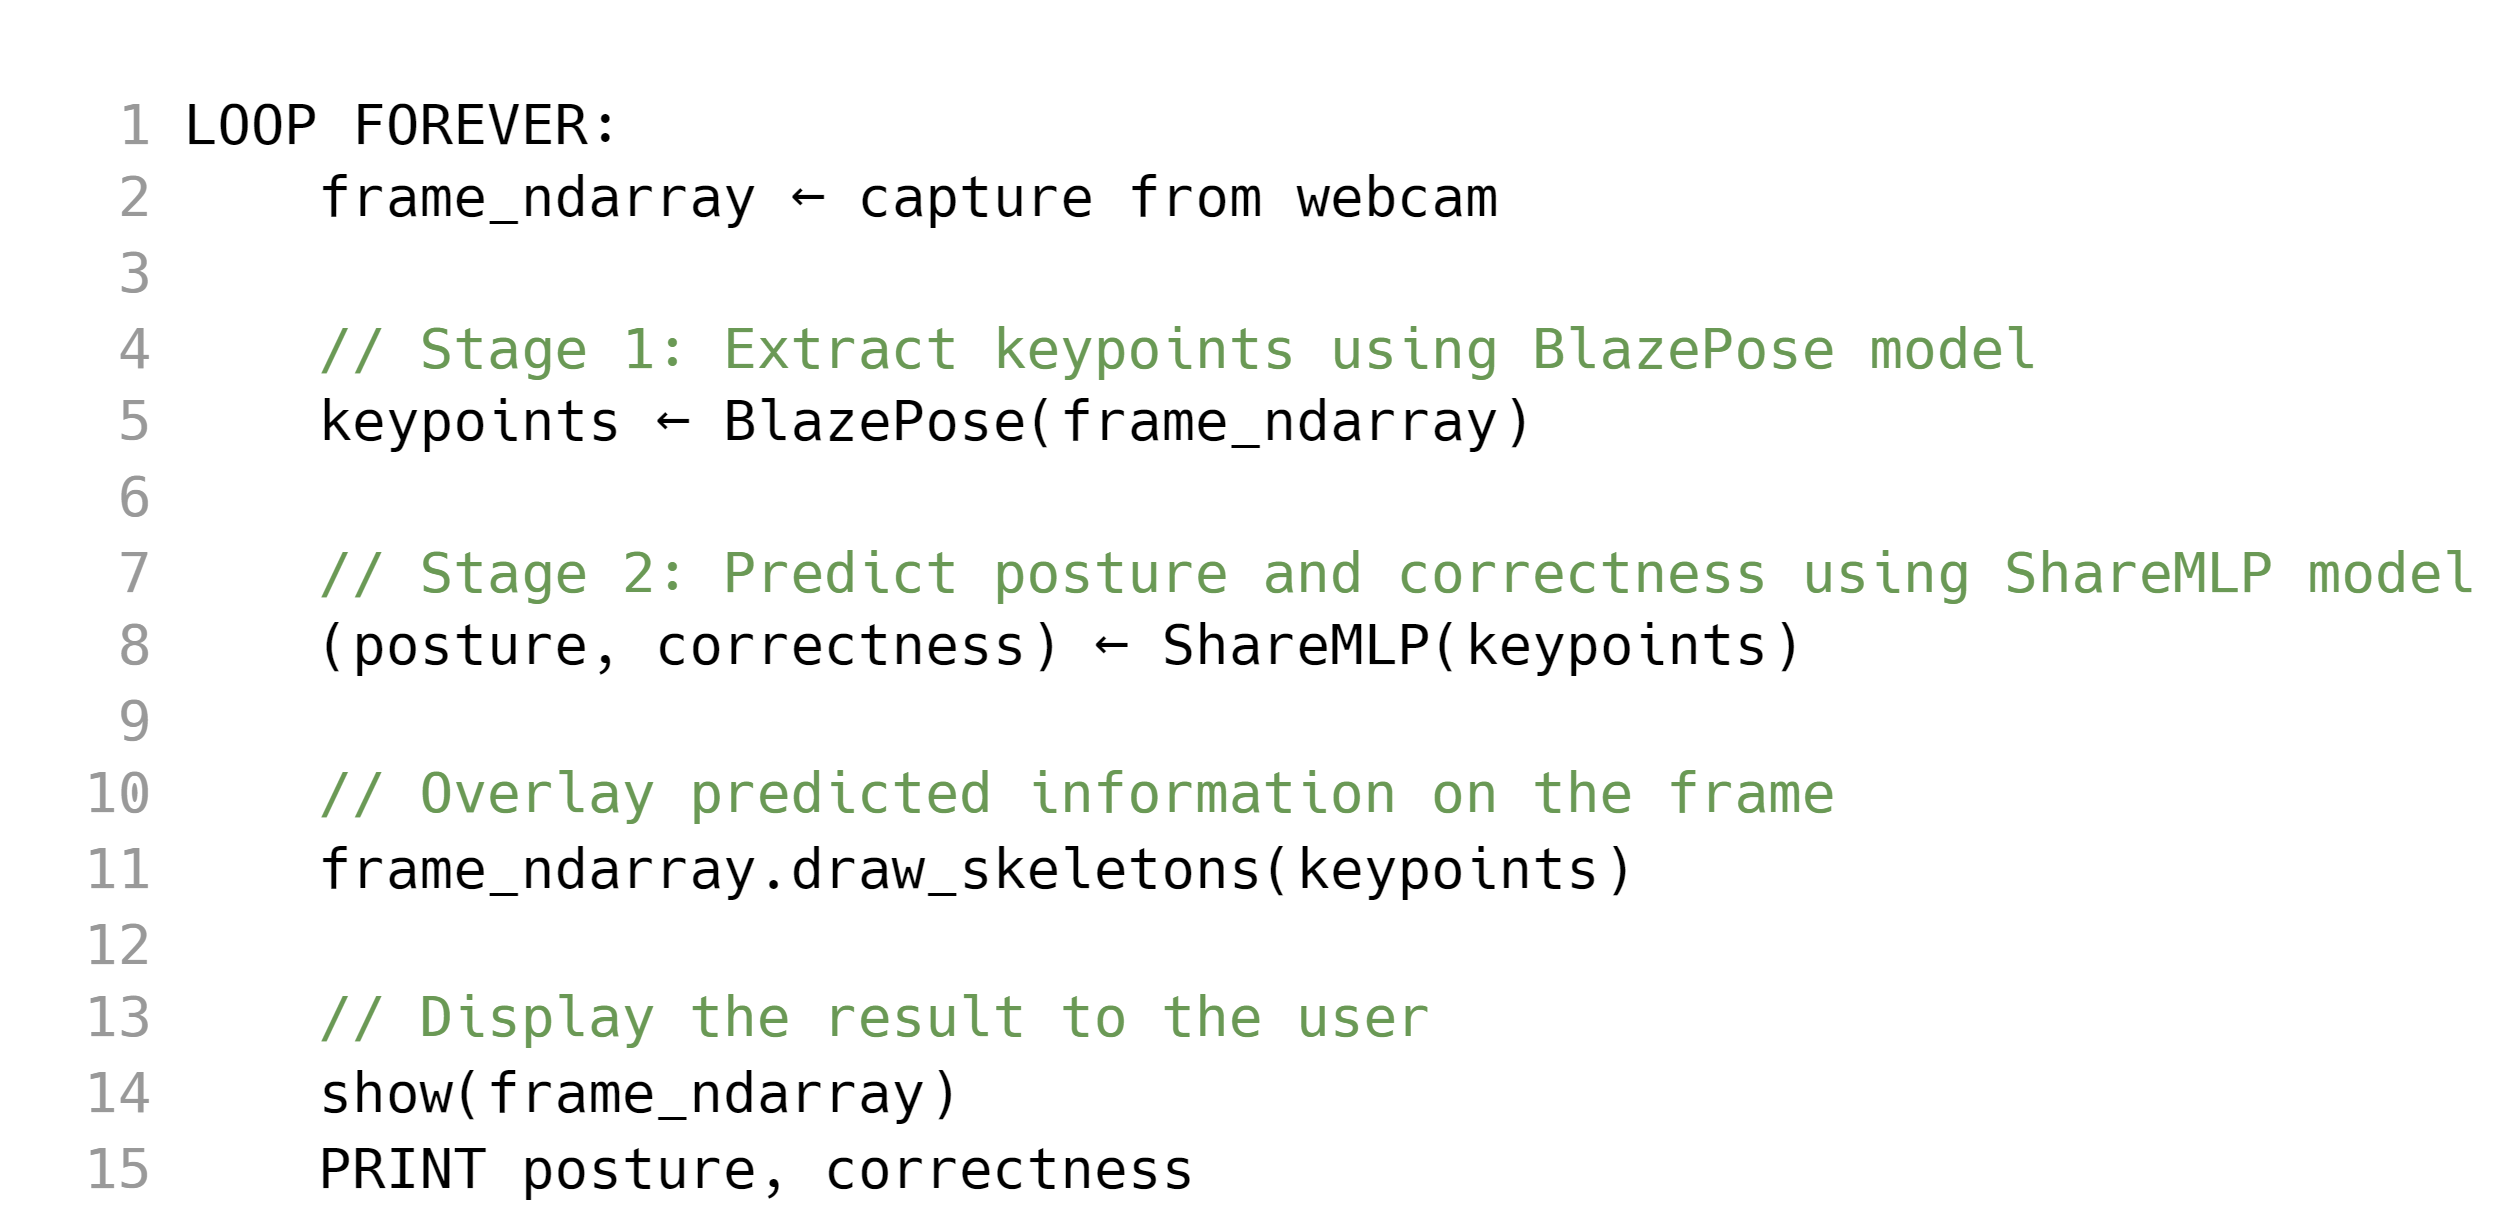 1 LOOP FOREVER:
2     frame_ndarray ← capture from webcam
3
4     // Stage 1: Extract keypoints using BlazePose model
5     keypoints ← BlazePose(frame_ndarray)
6
7     // Stage 2: Predict posture and correctness using ShareMLP model
8     (posture, correctness) ← ShareMLP(keypoints)
9
10     // Overlay predicted information on the frame
11     frame_ndarray.draw_skeletons(keypoints)
12
13     // Display the result to the user
14     show(frame_ndarray)
15     PRINT posture, correctness